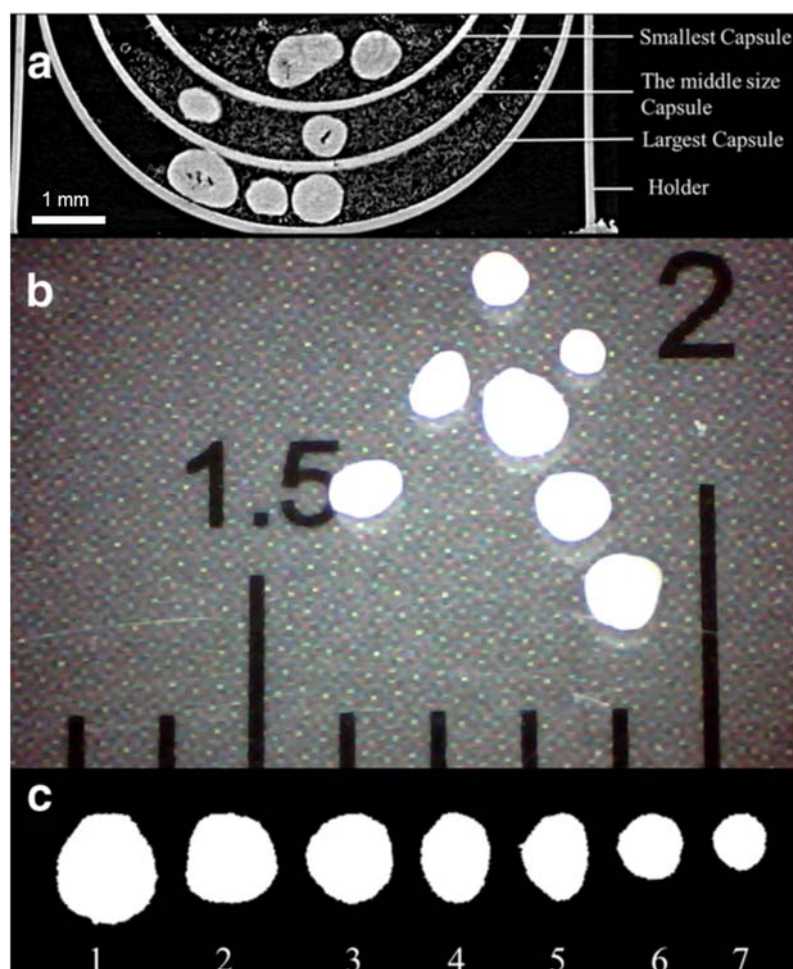 a
Smallest Capsule
The middle size
Capsule
Largest Capsule
Holder
1 mm
b
2
1.5
c
1 2 3 4 5 6 7